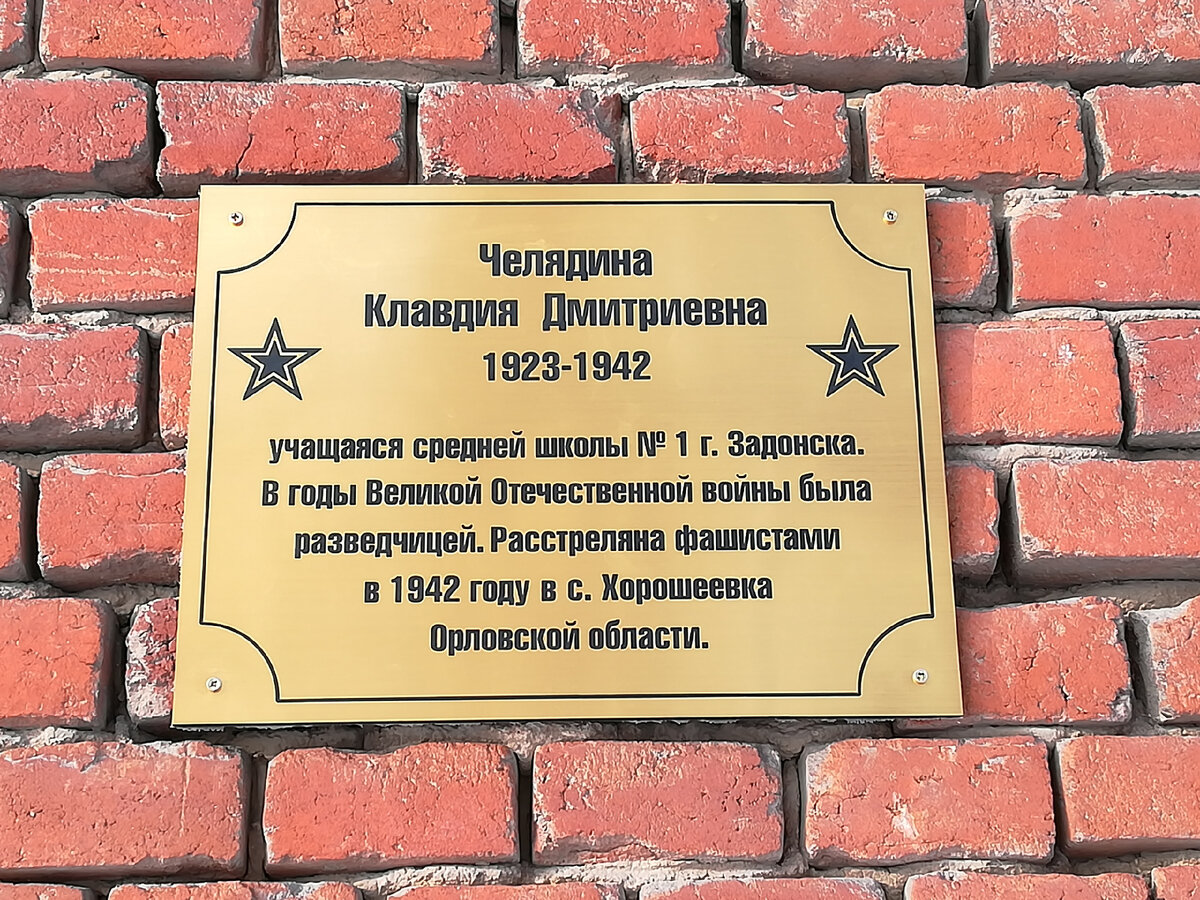 Челядина
Клавдия Дмитриевна
1923-1942
учащаяся средней школы № 1 г. Задонска.
В годы Великой Отечественной войны была
разведчицей. Расстреляна фашистами
в 1942 году в с. Хорошеевка
Орловской области.